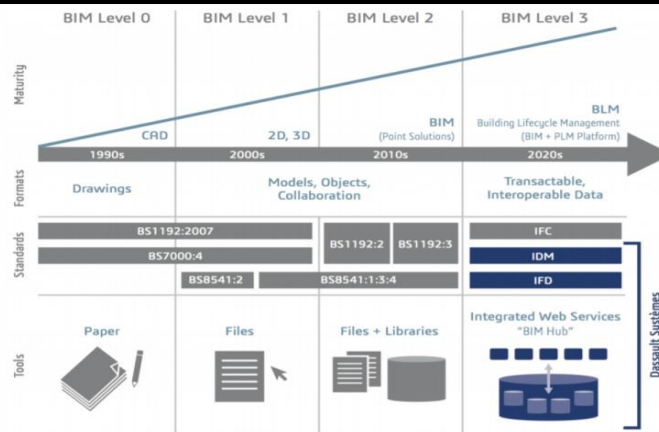 BIM Level 0
BIM Level 1
BIM Level 2
BIM Level 3
Maturity
CAD
2D, 3D
BIM
(Point Solutions)
BLM
Building Lifecycle Management
(BIM + PLM Platform)
1990s
2000s
2010s
2020s
Formats
Drawings
Models, Objects,
Collaboration
Transactable,
Interoperable Data
Standards
BS1192:2007
BS7000:4
BS8541:2
BS1192:2
BS1192:3
BS8541:1:3:4
IFC
IDM
IFD
Tools
Paper
Files
Files + Libraries
Integrated Web Services
"BIM Hub"
Dassault Sustèmes